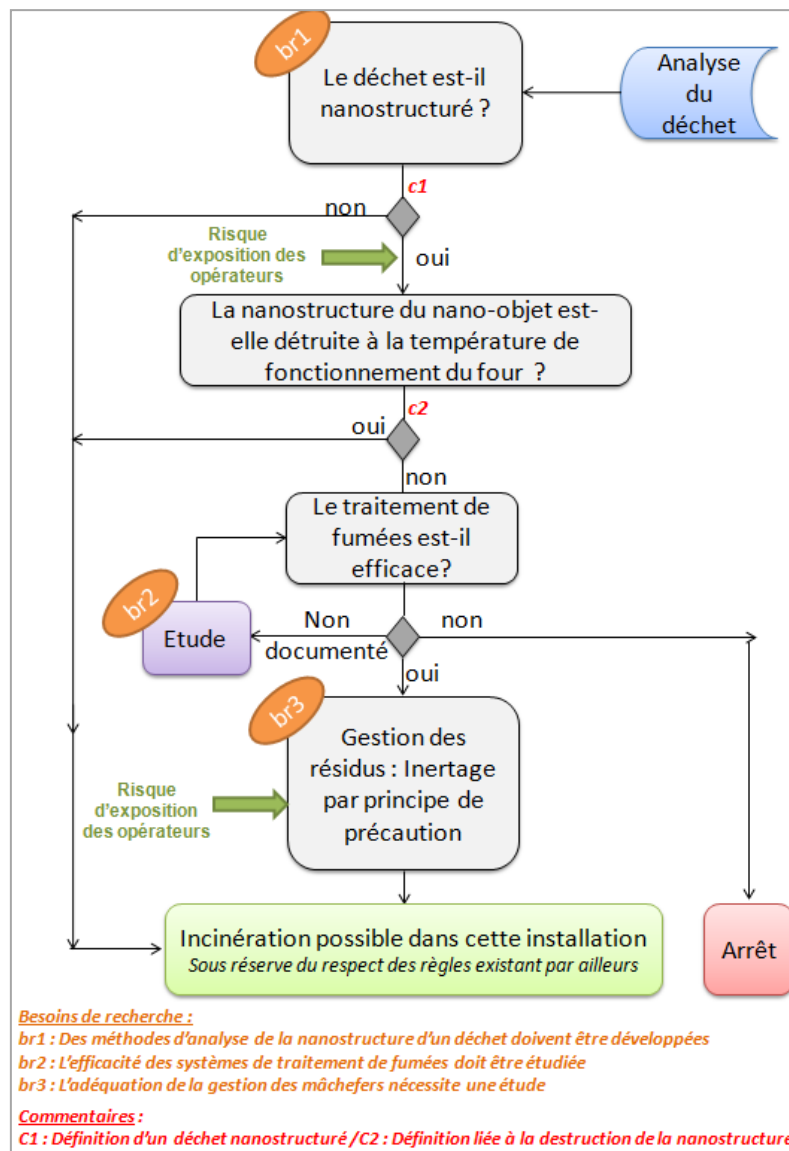 br1
Le déchet est-il
nanostructuré ?
Analyse
du
déchet
c1
non
Risque
d'exposition des
opérateurs
oui
La nanostructure du nano-objet est-
elle détruite à la température de
fonctionnement du four ?
c2
oui
non
Le traitement de
fumées est-il
efficace?
br2
Etude
Non
documenté
non
oui
br3
Gestion des
résidus : Inertage
par principe de
précaution
Risque
d'exposition
des opérateurs
Incinération possible dans cette installation
Sous réserve du respect des règles existant par ailleurs
Arrêt
Besoins de recherche :
br1 : Des méthodes d'analyse de la nanostructure d'un déchet doivent être développées
br2 : L'efficacité des systèmes de traitement de fumées doit être étudiée
br3 : L'adéquation de la gestion des mâchefers nécessite une étude
Commentaires :
C1 : Définition d'un déchet nanostructuré /C2 : Définition liée à la destruction de la nanostructure